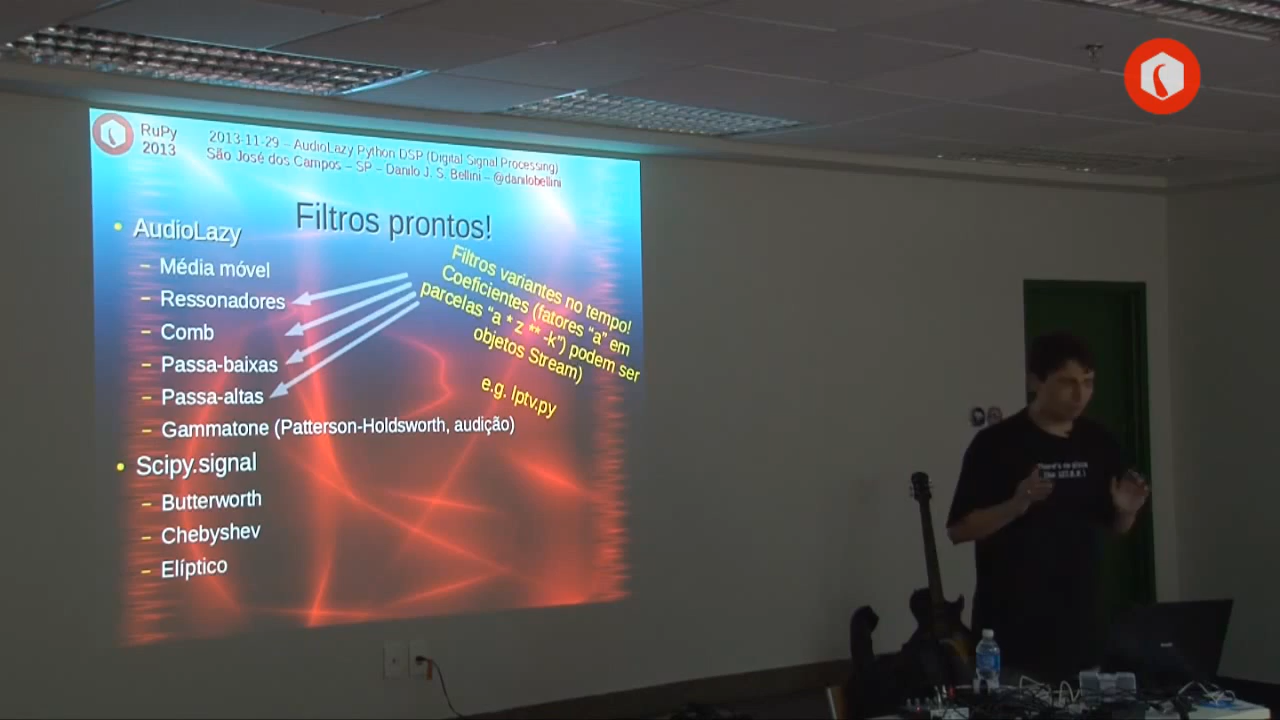 RuPy
2013
2013-11-29 – AudioLazy Python DSP (Digital Signal Processing)
São José dos Campos – SP – Danilo J. S. Bellini – @danilobellini
Filtros prontos!
• AudioLazy
– Média móvel
– Ressonadores
– Comb
– Passa-baixas
– Passa-altas
– Gammatone (Patterson-Holdsworth, audição)
• Scipy.signal
– Butterworth
– Chebyshev
– Elíptico
Filtros variantes no tempo!
Coeficientes (fatores “a” em
parcelas “a * z ** -k”) podem ser
objetos Stream)
e.g. lptv.py
There's no